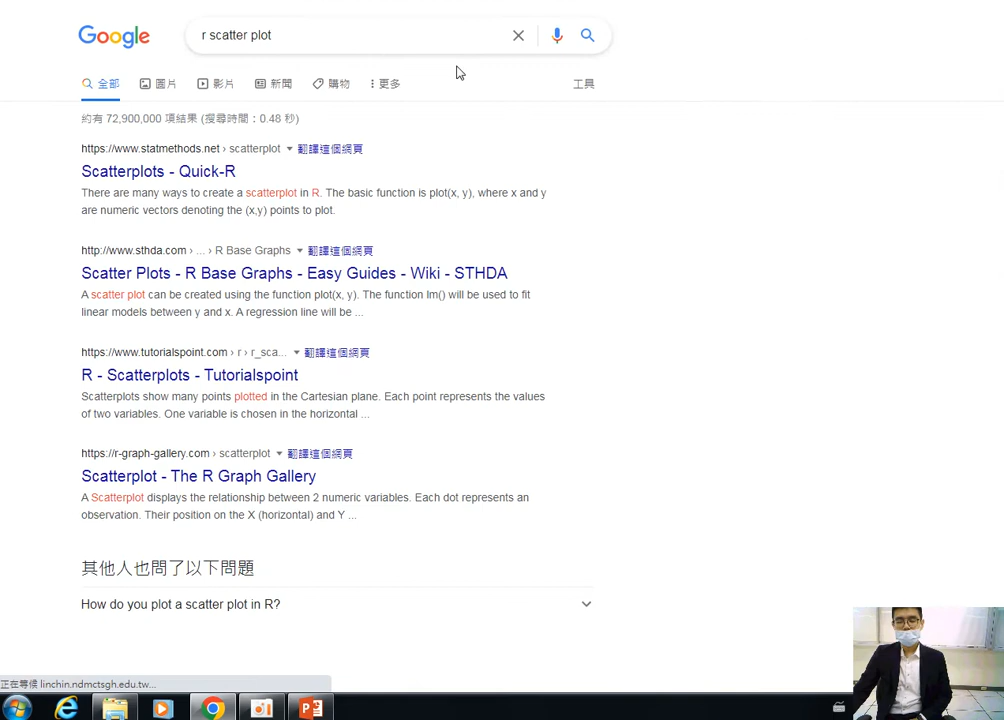 Google
r scatter plot
全部 圖片 影片 新聞 購物 更多 工具
約有 72,900,000 項結果 (搜尋時間：0.48 秒)
https://www.statmethods.net › scatterplot 翻譯這個網頁
Scatterplots - Quick-R
There are many ways to create a scatterplot in R. The basic function is plot(x, y), where x and y
are numeric vectors denoting the (x,y) points to plot.
http://www.sthda.com › ... › R Base Graphs 翻譯這個網頁
Scatter Plots - R Base Graphs - Easy Guides - Wiki - STHDA
A scatter plot can be created using the function plot(x, y). The function lm() will be used to fit
linear models between y and x. A regression line will be ...
https://www.tutorialspoint.com › r › r_sca... 翻譯這個網頁
R - Scatterplots - Tutorialspoint
Scatterplots show many points plotted in the Cartesian plane. Each point represents the values
of two variables. One variable is chosen in the horizontal ...
https://r-graph-gallery.com › scatterplot 翻譯這個網頁
Scatterplot - The R Graph Gallery
A Scatterplot displays the relationship between 2 numeric variables. Each dot represents an
observation. Their position on the X (horizontal) and Y ...
其他人也問了以下問題
How do you plot a scatter plot in R?
正在等候 linchin.ndmctsgh.edu.tw...